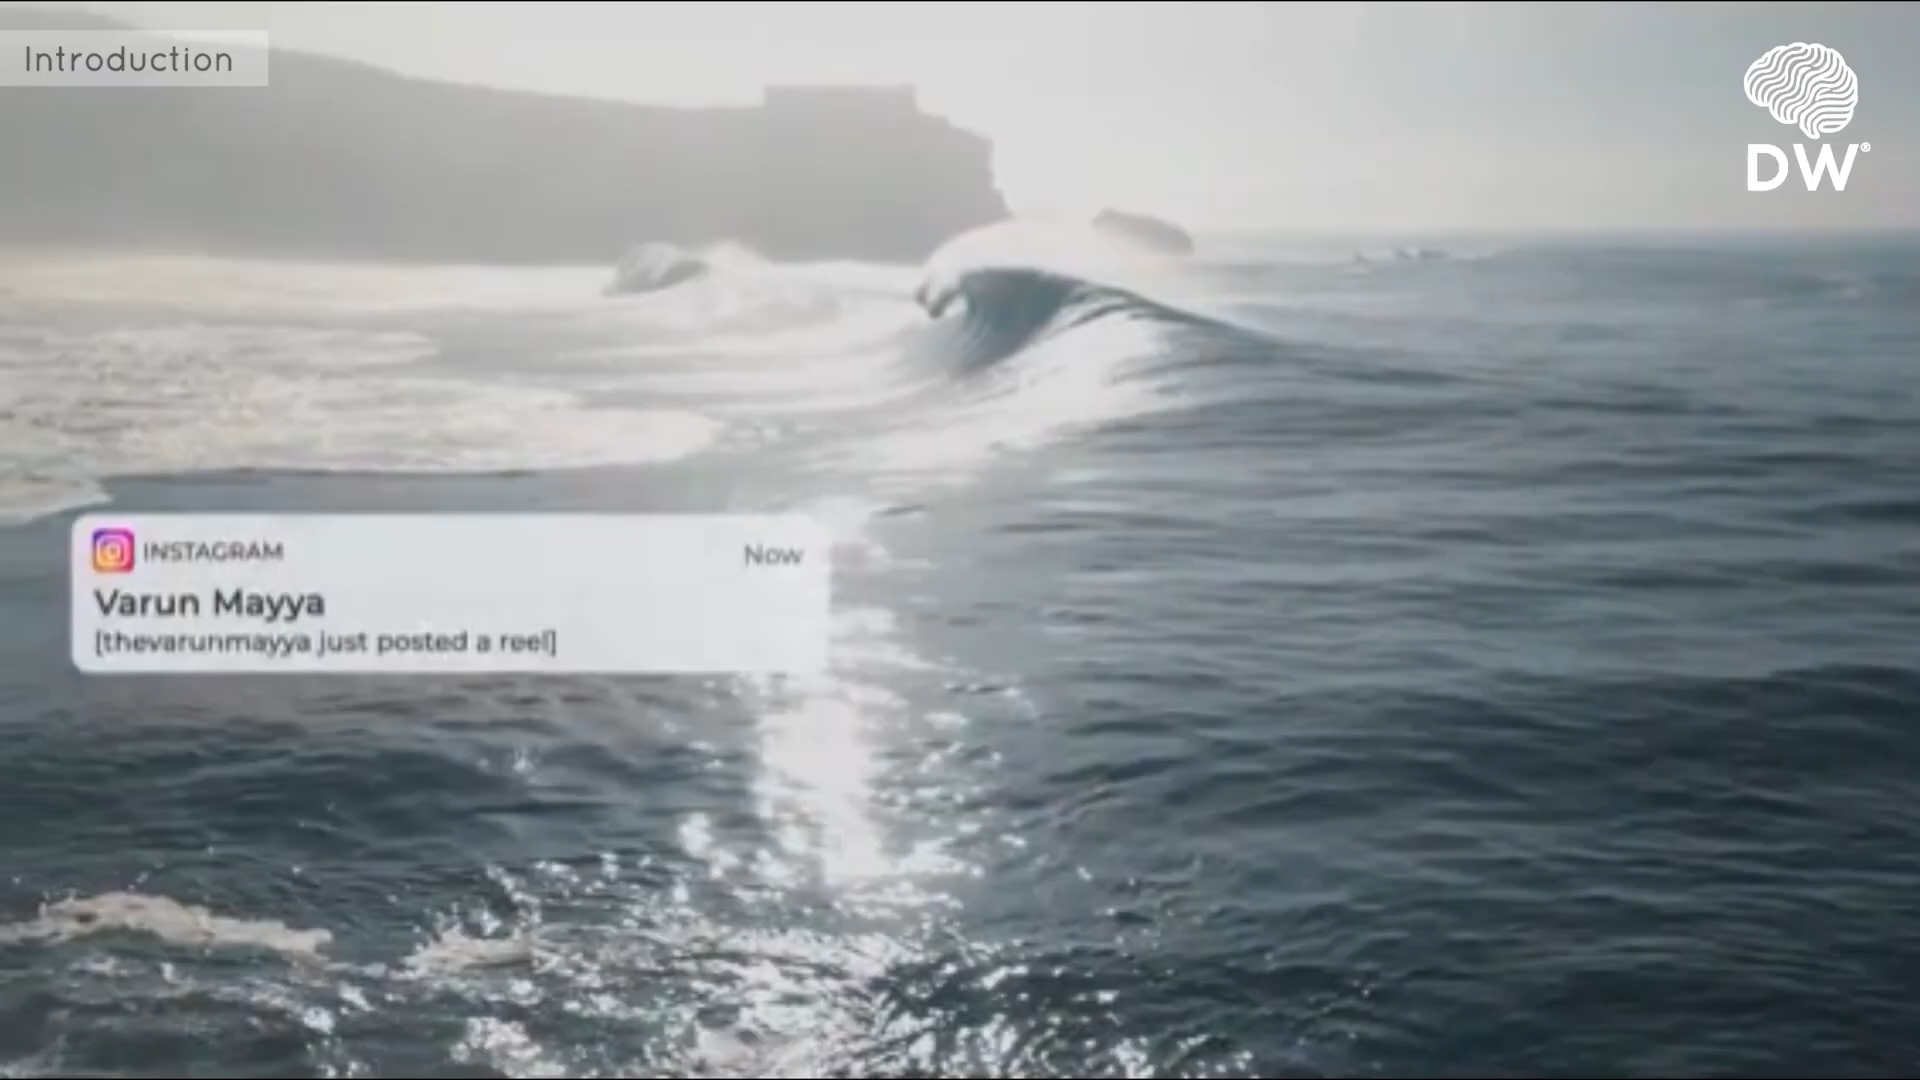 Introduction
DW®
INSTAGRAM
Now
Varun Mayya
[thevarunmayya just posted a reel]